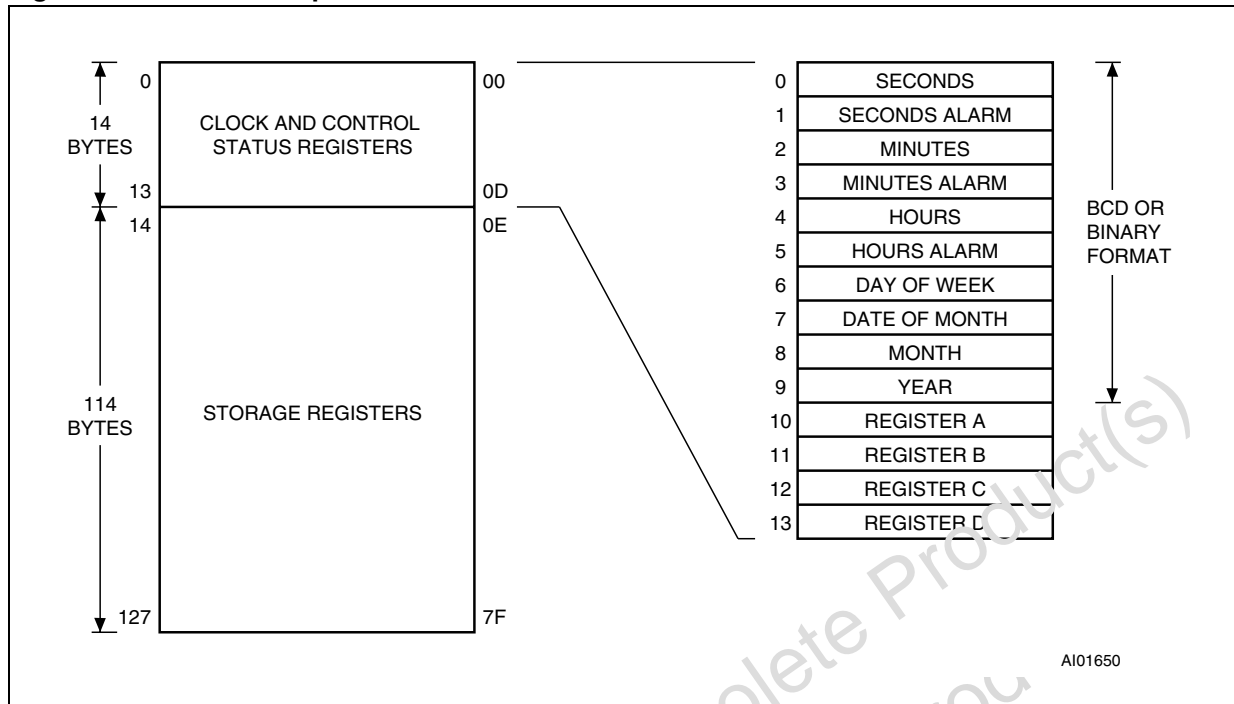 0
00
14
BYTES
CLOCK AND CONTROL
STATUS REGISTERS
13
0D
14
0E
114
BYTES
STORAGE REGISTERS
127
7F
0 SECONDS
1 SECONDS ALARM
2 MINUTES
3 MINUTES ALARM
4 HOURS
5 HOURS ALARM
6 DAY OF WEEK
7 DATE OF MONTH
8 MONTH
9 YEAR
10 REGISTER A
11 REGISTER B
12 REGISTER C
13 REGISTER D
BCD OR
BINARY
FORMAT
Product(s)
AI01650